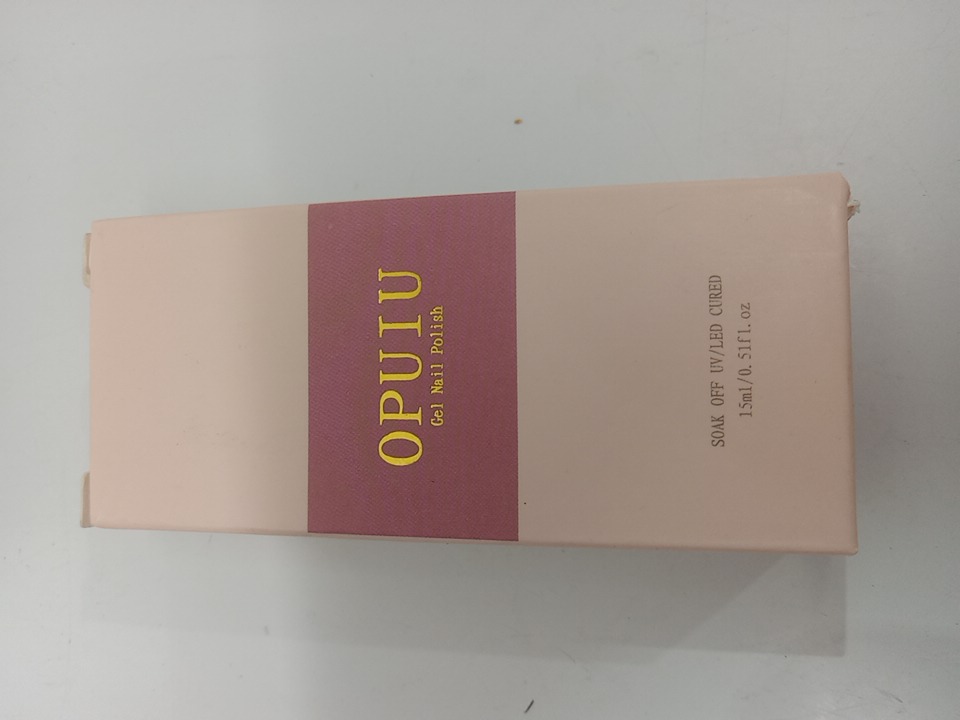 OPUIU
Gel Nail Polish
SOAK OFF UV/LED CURED
15ml/0.51fl.oz